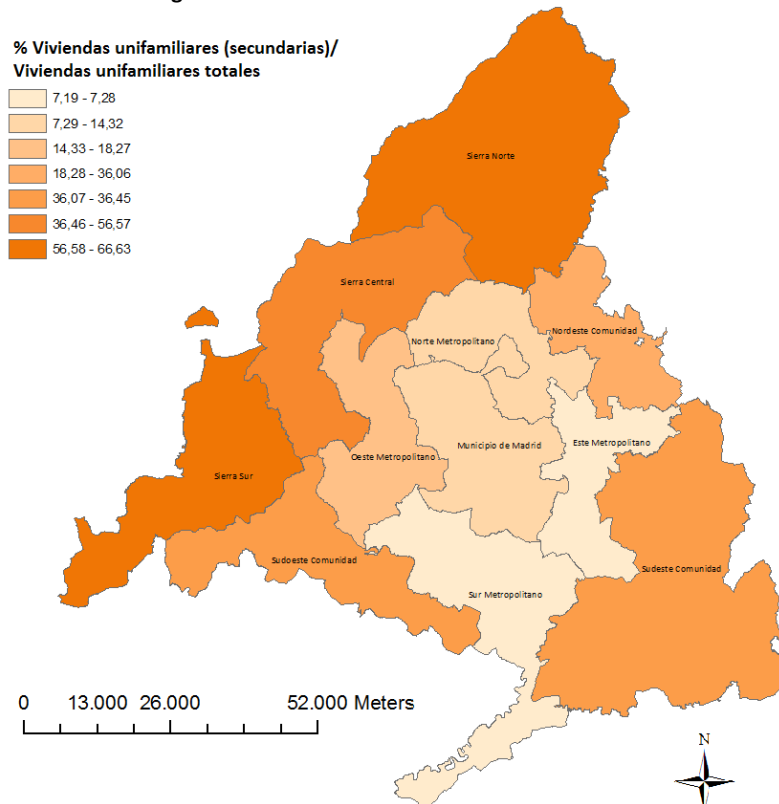 % Viviendas unifamiliares (secundarias)/
Viviendas unifamiliares totales
7,19 - 7,28
7,29 - 14,32
14,33 - 18,27
18,28 - 36,06
36,07 - 36,45
36,46 - 56,57
56,58 - 66,63
Sierra Norte
Sierra Central
Nordeste Comunidad
Norte Metropolitano
Municipio de Madrid
Este Metropolitano
Oeste Metropolitano
Sierra Sur
Sudoeste Comunidad
Sudeste Comunidad
Sur Metropolitano
0 13.000 26.000 52.000 Meters
N